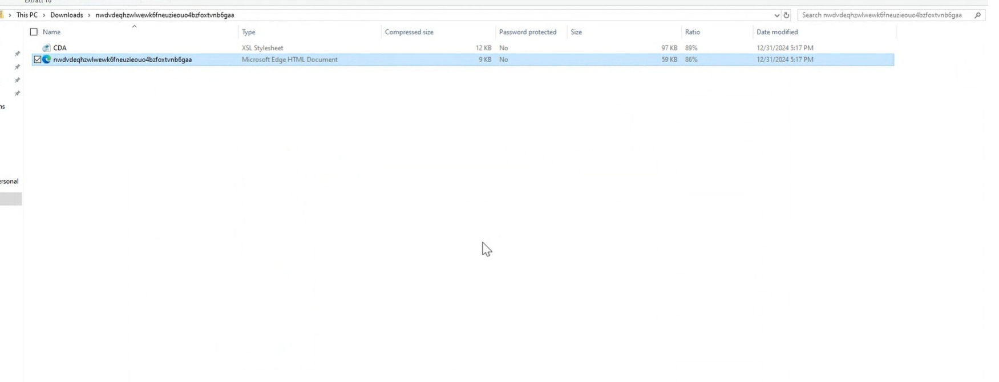 Extract To
This PC > Downloads > nwdvdeqhzwlwewk6fneuzieouo4bzfoxtvnb6gaa Search nwdvdeqhzwlwewk6fneuzieouo4bzfoxtvnb6gaa
Name Type Compressed size Password protected Size Ratio Date modified
CDA XSL Stylesheet 12 KB No 97 KB 89% 12/31/2024 5:17 PM
nwdvdeqhzwlwewk6fneuzieouo4bzfoxtvnb6gaa Microsoft Edge HTML Document 9 KB No 59 KB 86% 12/31/2024 5:17 PM
ns
ersonal